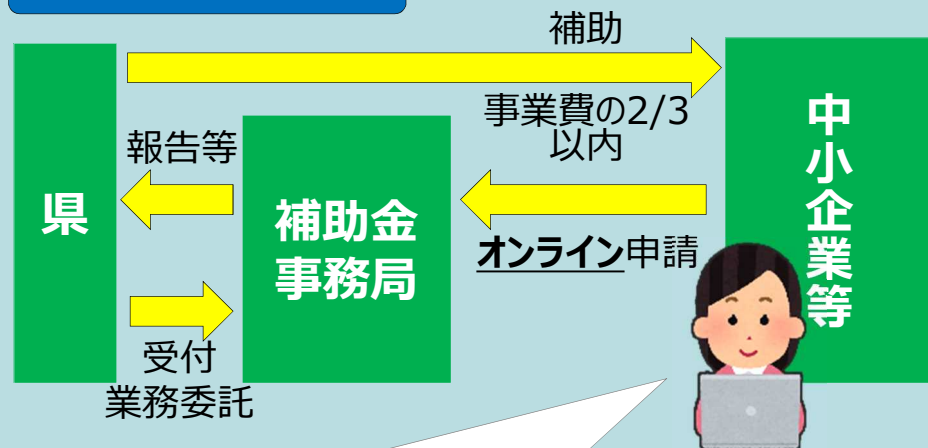 補助
事業費の2/3
以内
報告等
県
補助金
事務局
中小企業等
オンライン申請
受付
業務委託